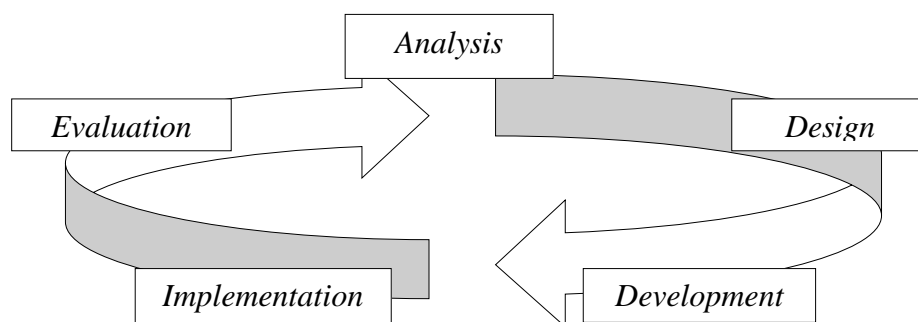 Analysis
Evaluation
Design
Implementation
Development